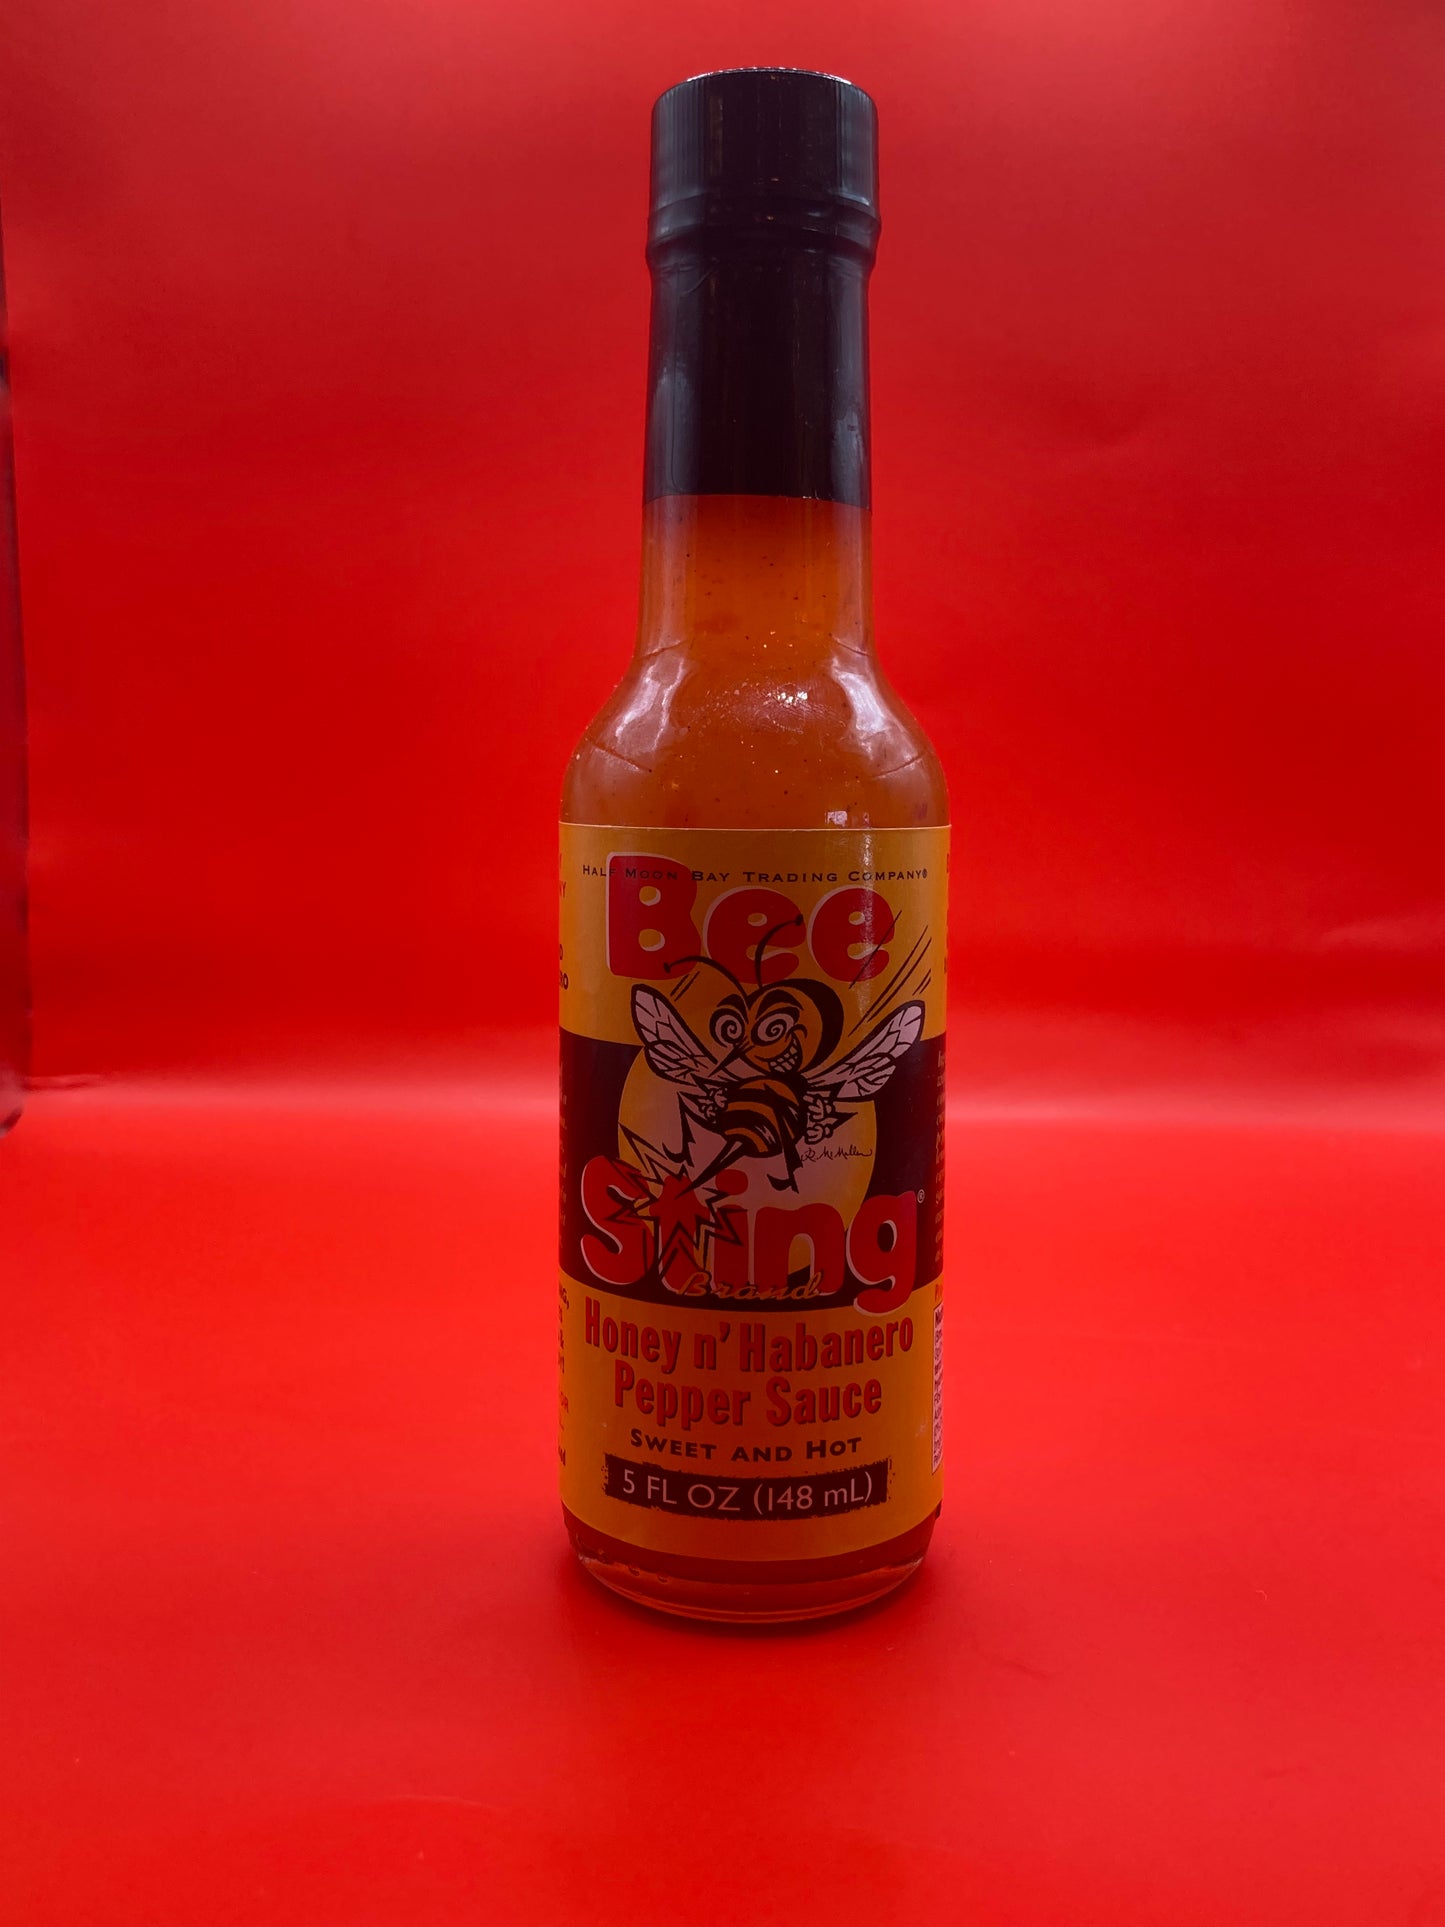 HALF MOON BAY TRADING COMPANY®
Bee
R. McMillen
Sting®
Brand
Honey n' Habanero
Pepper Sauce
SWEET AND HOT
5 FL OZ (148 mL)